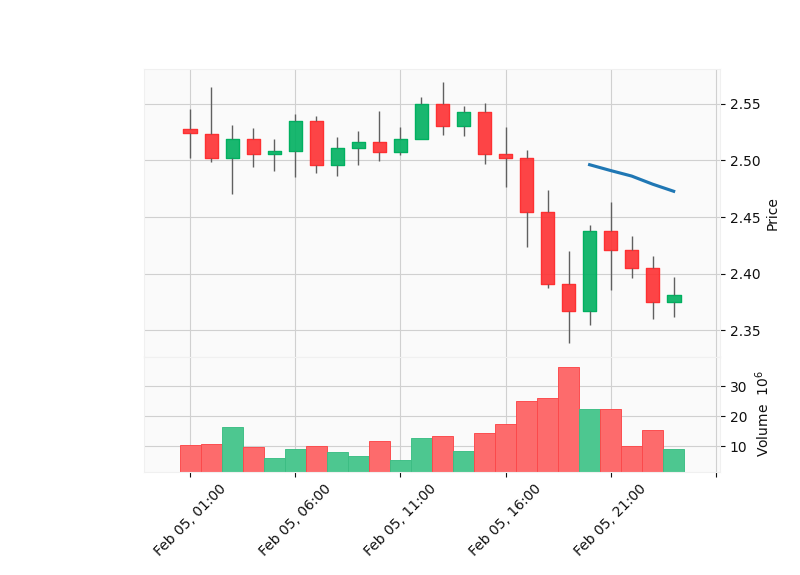 2.55
2.50
2.45
2.40
2.35
Price
30
20
10
Volume 10^6
Feb 05, 01:00
Feb 05, 06:00
Feb 05, 11:00
Feb 05, 16:00
Feb 05, 21:00